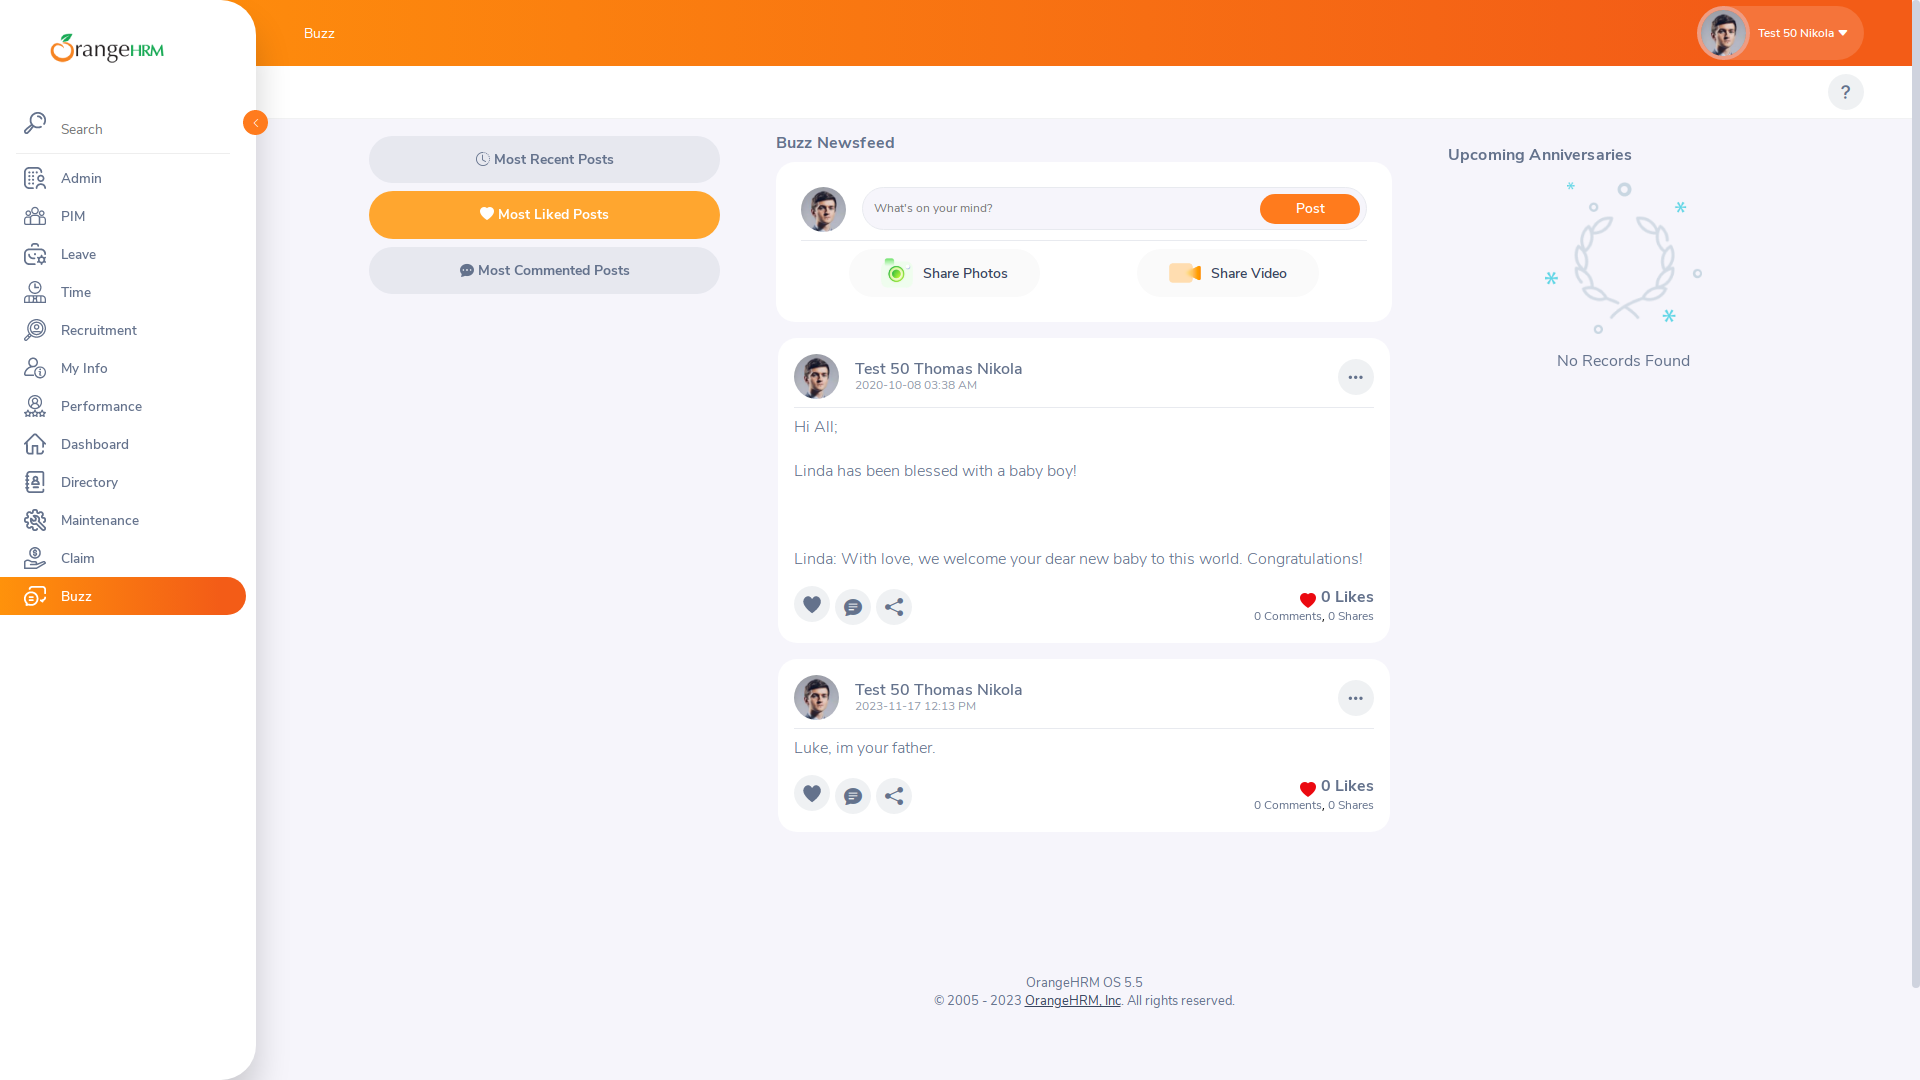 OrangeHRM
Search
Admin
PIM
Leave
Time
Recruitment
My Info
Performance
Dashboard
Directory
Maintenance
Claim
Buzz
Buzz
Test 50 Nikola
?
Most Recent Posts
Most Liked Posts
Most Commented Posts
Buzz Newsfeed
What's on your mind?
Post
Share Photos
Share Video
Test 50 Thomas Nikola
2020-10-08 03:38 AM
Hi All;
Linda has been blessed with a baby boy!
Linda: With love, we welcome your dear new baby to this world. Congratulations!
0 Likes
0 Comments, 0 Shares
Test 50 Thomas Nikola
2023-11-17 12:13 PM
Luke, im your father.
0 Likes
0 Comments, 0 Shares
Upcoming Anniversaries
No Records Found
OrangeHRM OS 5.5
© 2005 - 2023 OrangeHRM, Inc. All rights reserved.